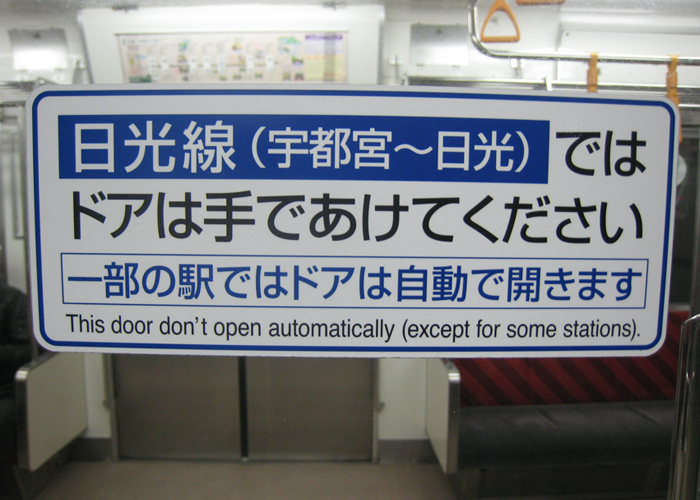 日光線（宇都宮～日光）では
ドアは手であけてください
一部の駅ではドアは自動で開きます
This door don't open automatically (except for some stations).